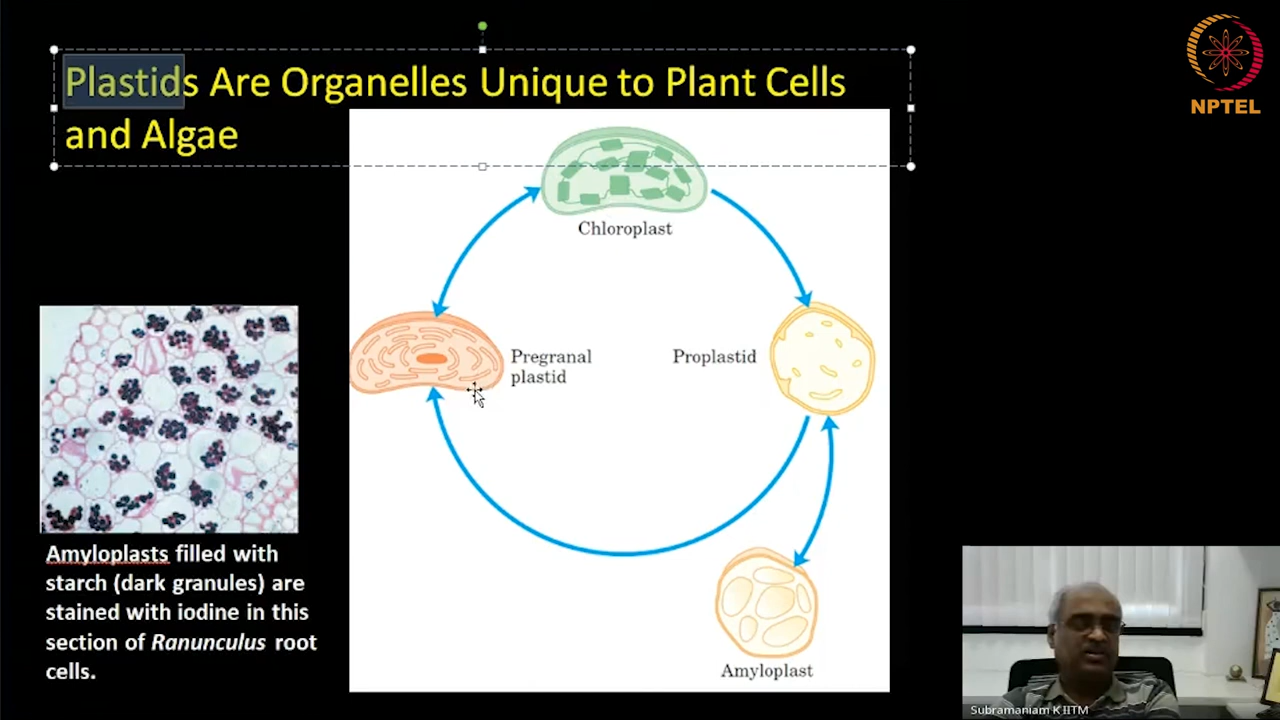 Plastids Are Organelles Unique to Plant Cells
and Algae
NPTEL
Chloroplast
Pregranal
plastid
Proplastid
Amyloplast
Amyloplasts filled with
starch (dark granules) are
stained with iodine in this
section of Ranunculus root
cells.
Subramaniam K IITM